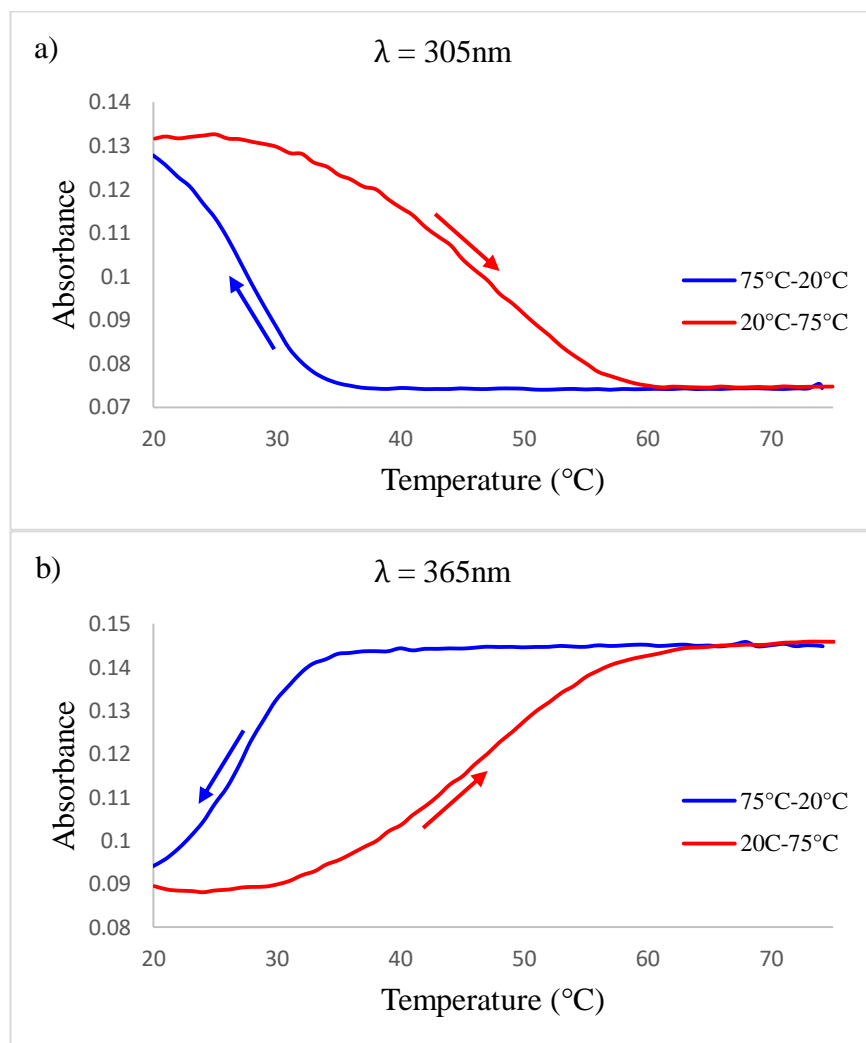 a)
λ = 305nm
Absorbance
0.14
0.13
0.12
0.11
0.1
0.09
0.08
0.07
20 30 40 50 60 70
Temperature (°C)
75°C-20°C
20°C-75°C
b)
λ = 365nm
Absorbance
0.15
0.14
0.13
0.12
0.11
0.1
0.09
0.08
20 30 40 50 60 70
Temperature (°C)
75°C-20°C
20C-75°C